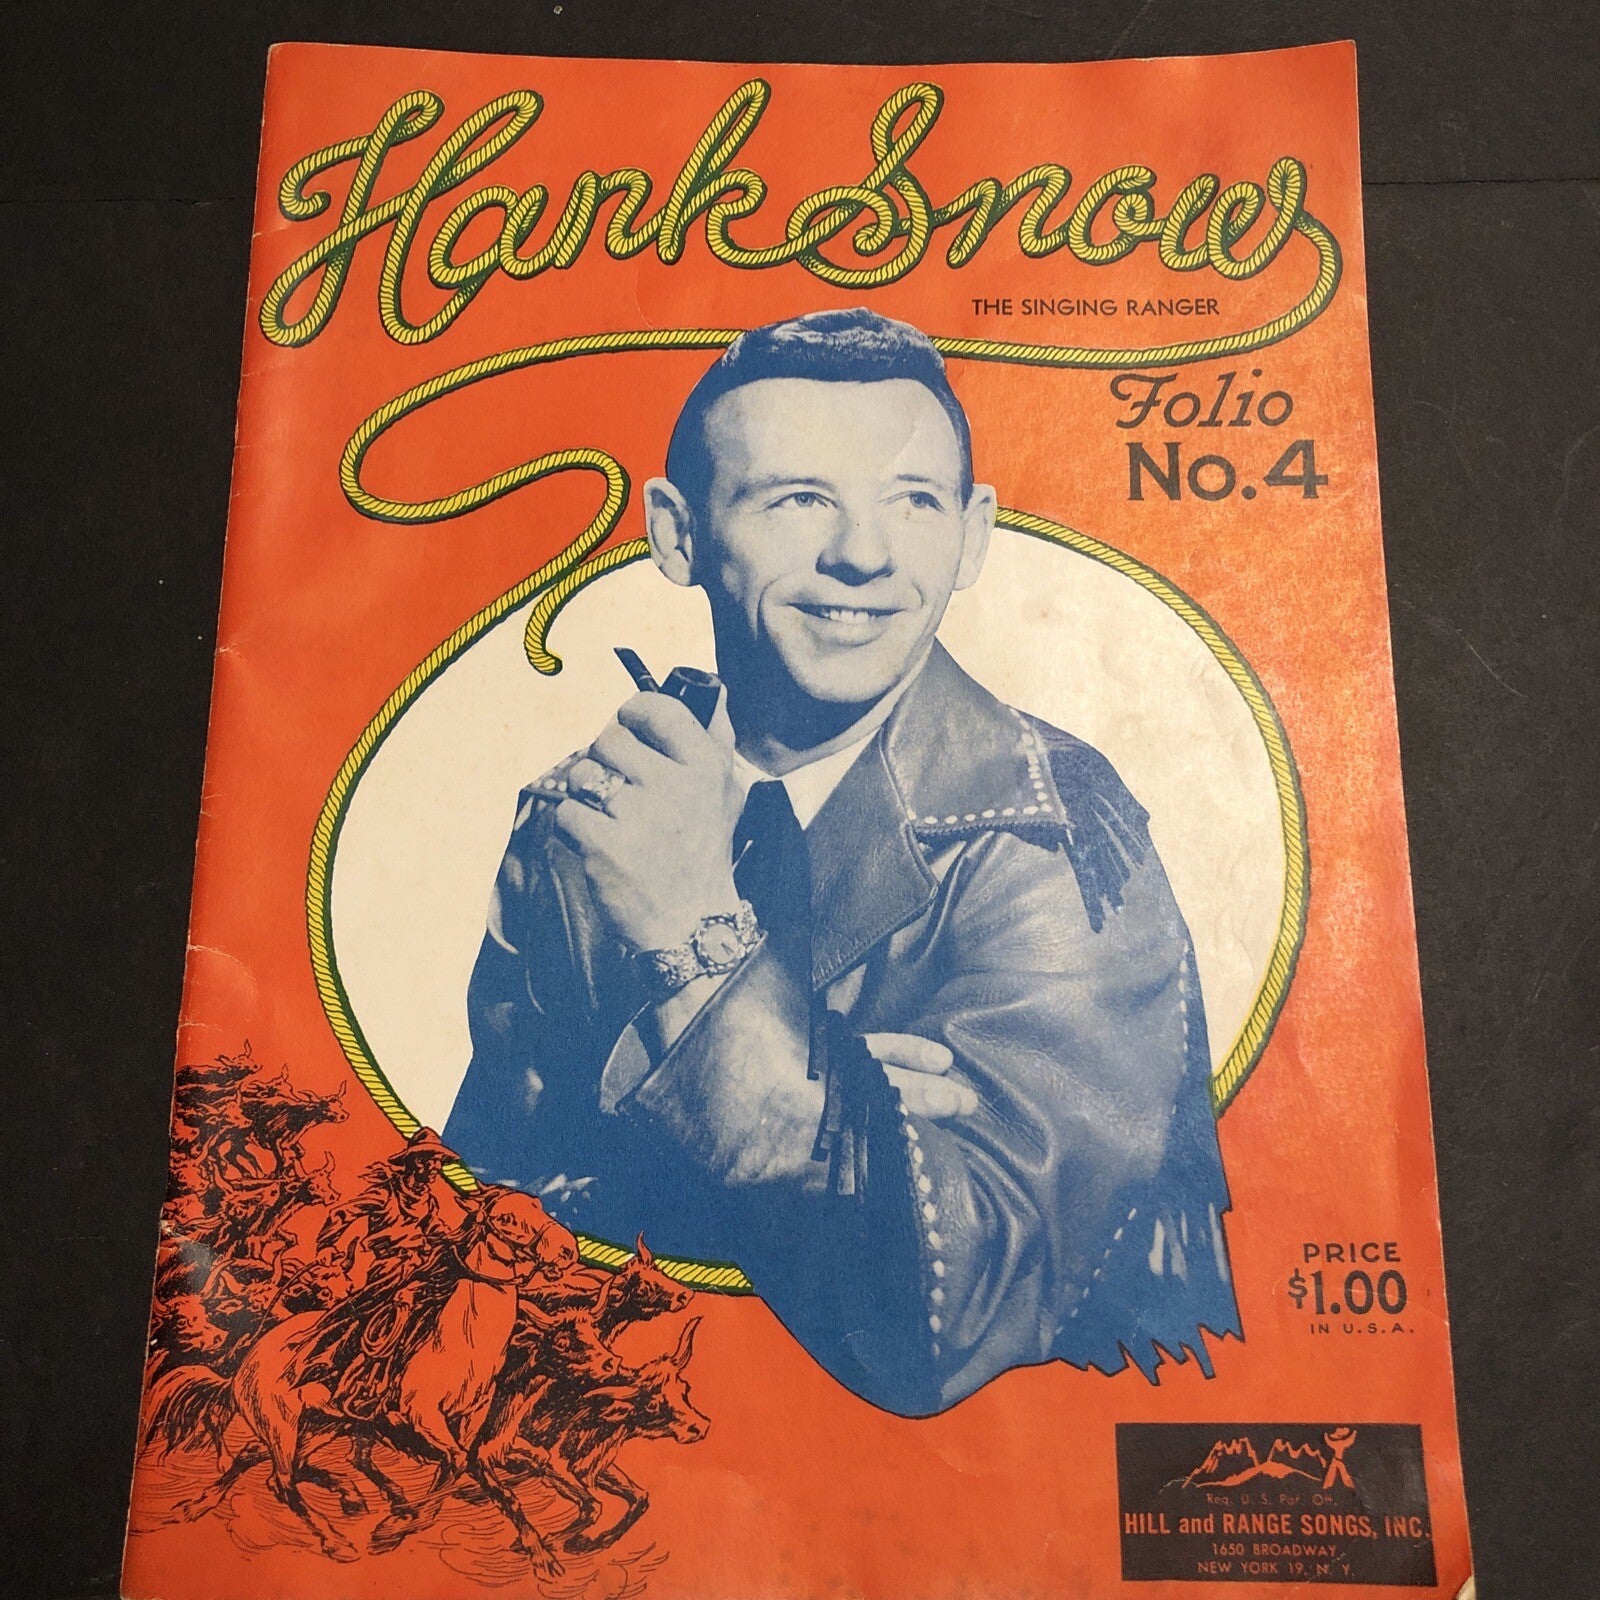 Hank Snow
THE SINGING RANGER
Folio
No. 4
PRICE
$1.00
IN U.S.A.
Reg. U. S. Pat. Off.
HILL and RANGE SONGS, INC.
1650 BROADWAY
NEW YORK 19, N. Y.